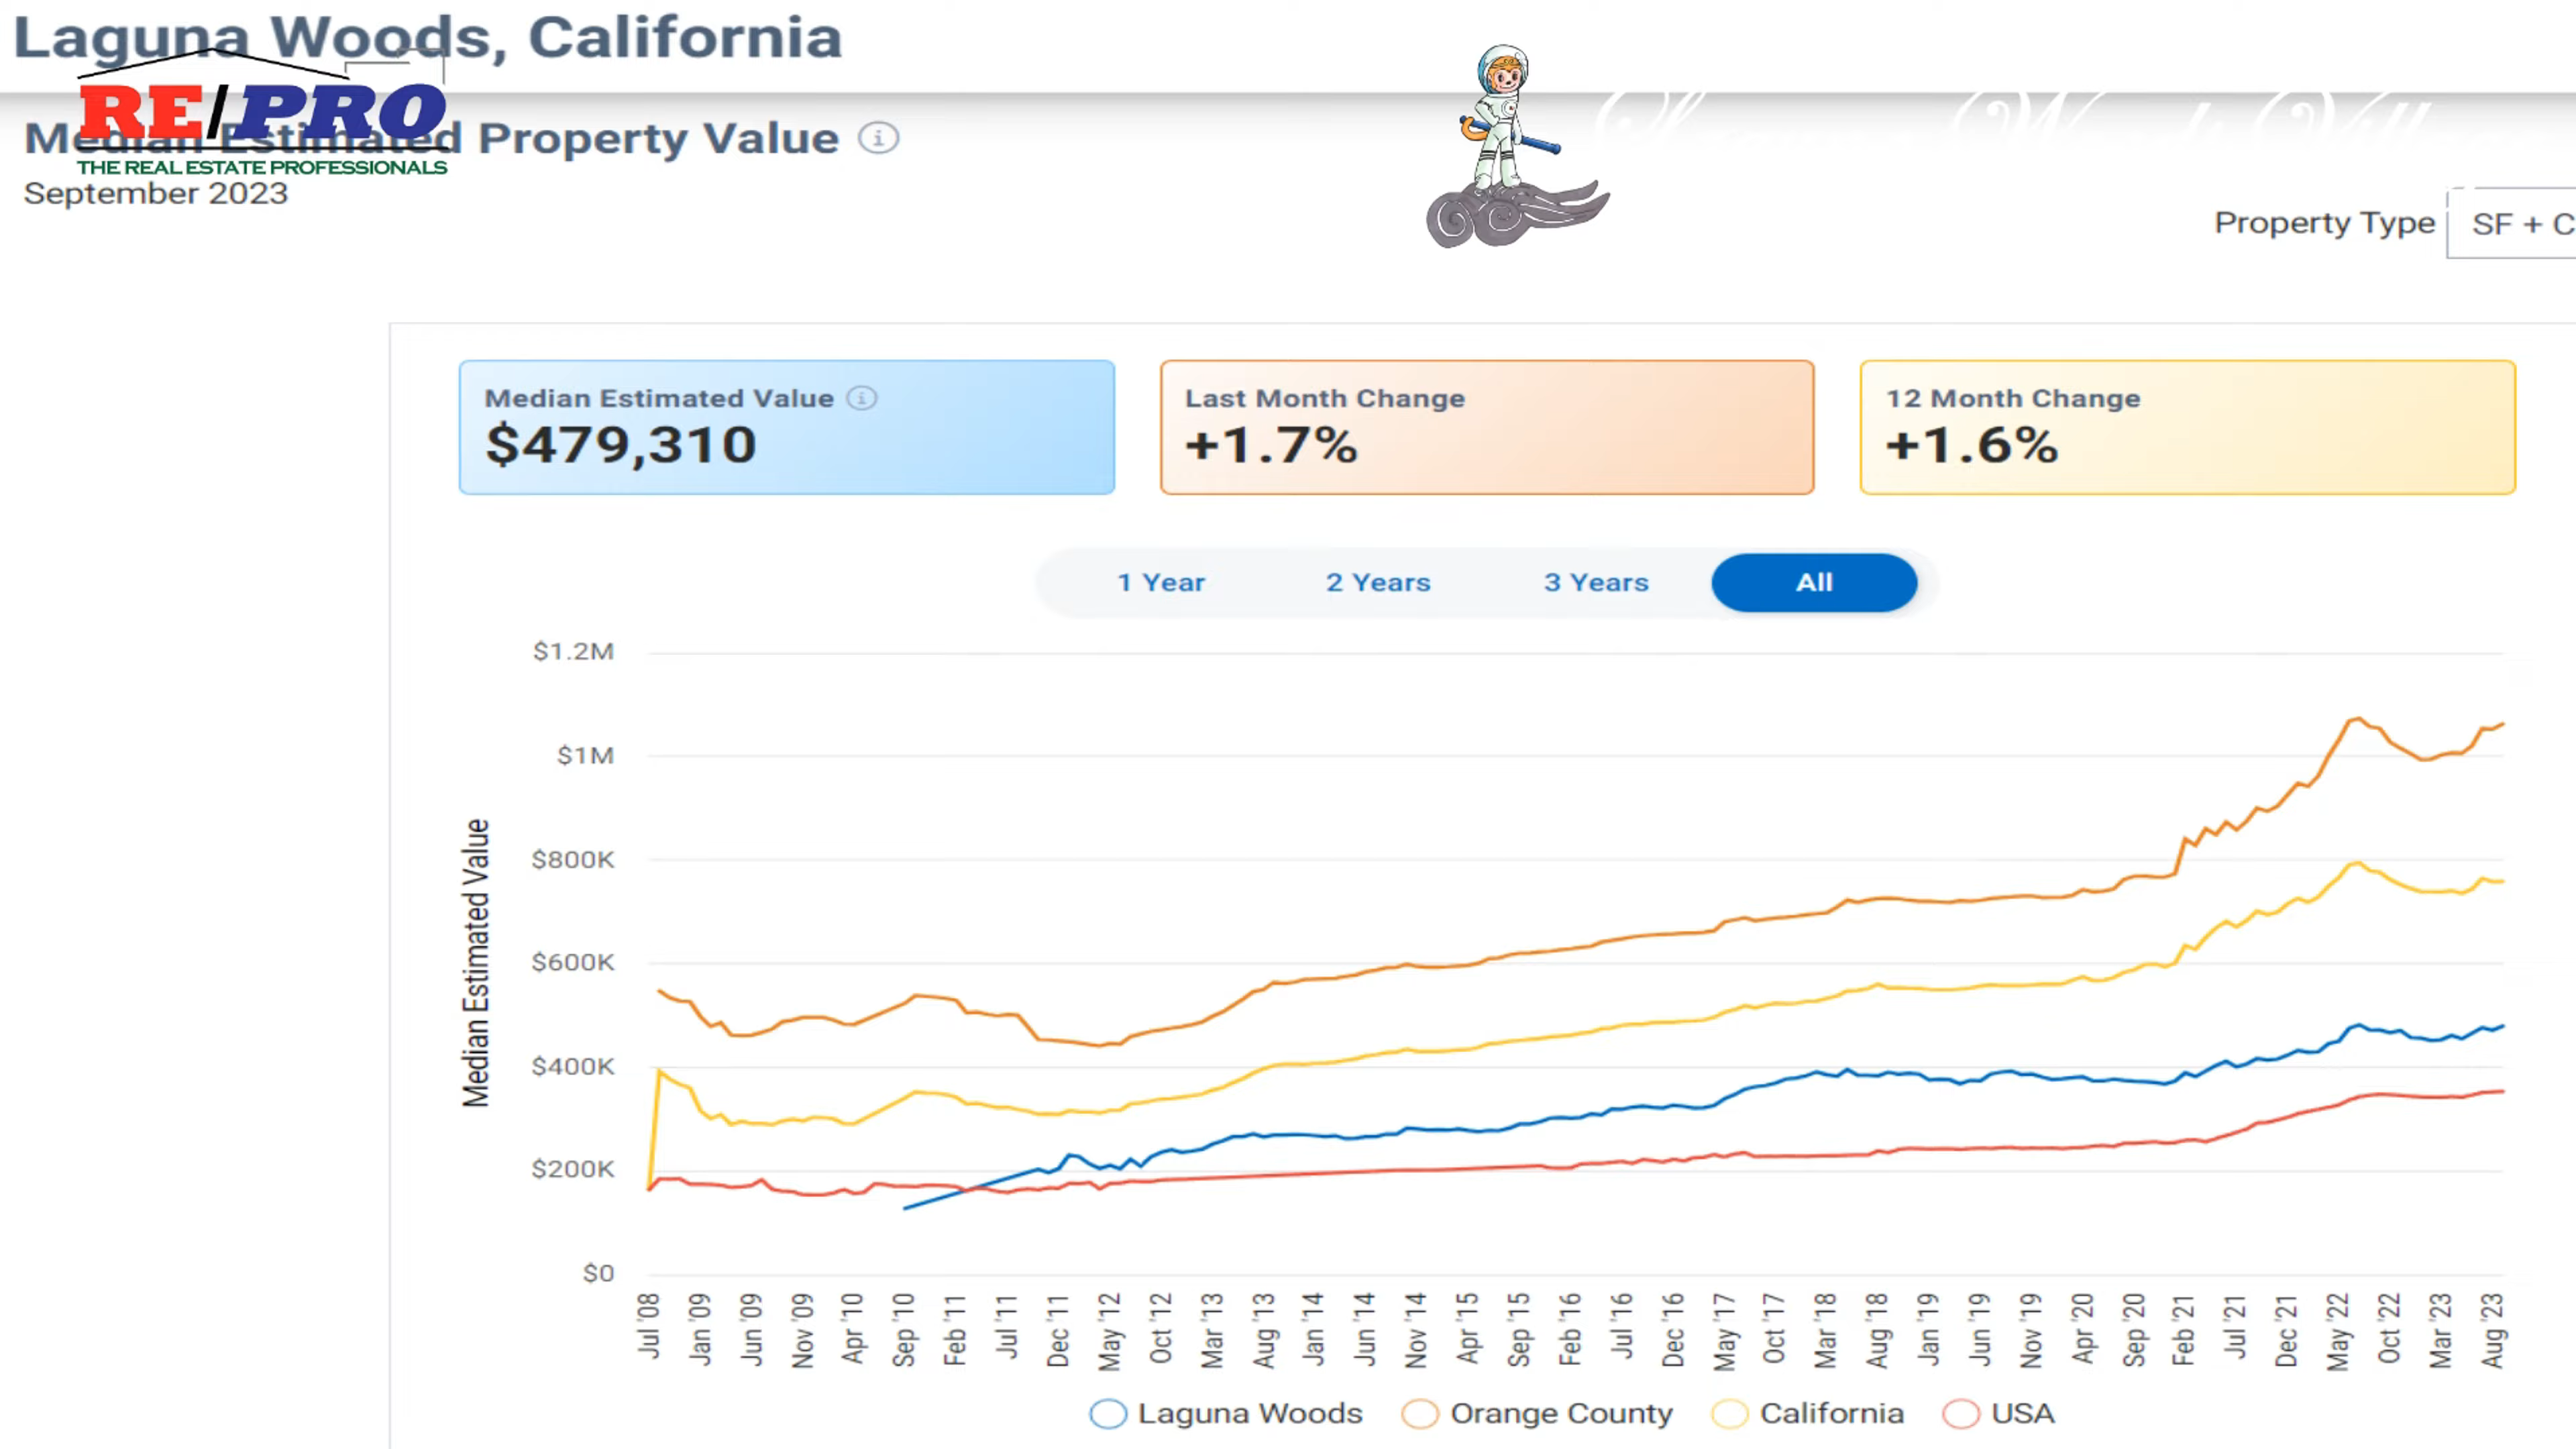 Laguna Woods, California
RE/PRO
THE REAL ESTATE PROFESSIONALS
Median Estimated Property Value
September 2023
Property Type SF + C
Median Estimated Value
$479,310
Last Month Change
+1.7%
12 Month Change
+1.6%
1 Year 2 Years 3 Years All
Median Estimated Value
$1.2M
$1M
$800K
$600K
$400K
$200K
$0
Jul '08 Jan '09 Jun '09 Nov '09 Apr '10 Sep '10 Feb '11 Jul '11 Dec '11 May '12 Oct '12 Mar '13 Aug '13 Jan '14 Jun '14 Nov '14 Apr '15 Sep '15 Feb '16 Jul '16 Dec '16 May '17 Oct '17 Mar '18 Aug '18 Jan '19 Jun '19 Nov '19 Apr '20 Sep '20 Feb '21 Jul '21 Dec '21 May '22 Oct '22 Mar '23 Aug '23
Laguna Woods Orange County California USA